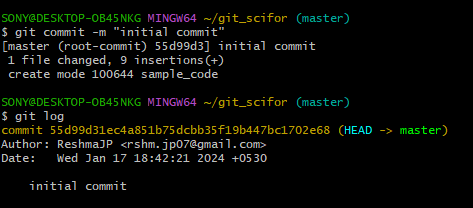 SONY@DESKTOP-OB45NKG MINGW64 ~/git_scifor (master)
$ git commit -m "initial commit"
[master (root-commit) 55d99d3] initial commit
 1 file changed, 9 insertions(+)
 create mode 100644 sample_code

SONY@DESKTOP-OB45NKG MINGW64 ~/git_scifor (master)
$ git log
commit 55d99d31ec4a851b75dcbb35f19b447bc1702e68 (HEAD -> master)
Author: ReshmaJP <rshm.jp07@gmail.com>
Date:   Wed Jan 17 18:42:21 2024 +0530

    initial commit